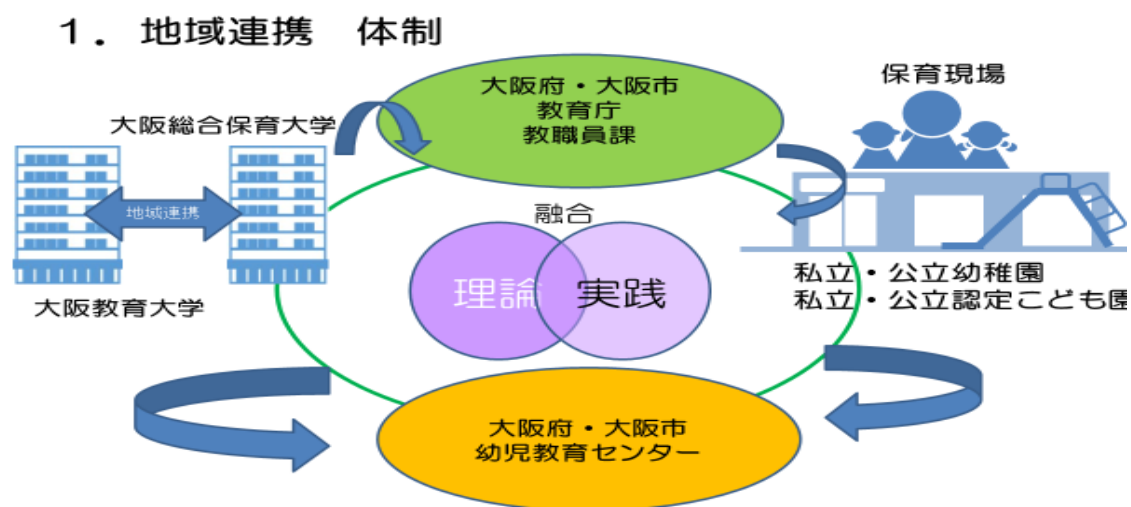 1．地域連携　体制
大阪府・大阪市
教育庁
教職員課
保育現場
大阪総合保育大学
地域連携
大阪教育大学
融合
理論
実践
私立・公立幼稚園
私立・公立認定こども園
大阪府・大阪市
幼児教育センター